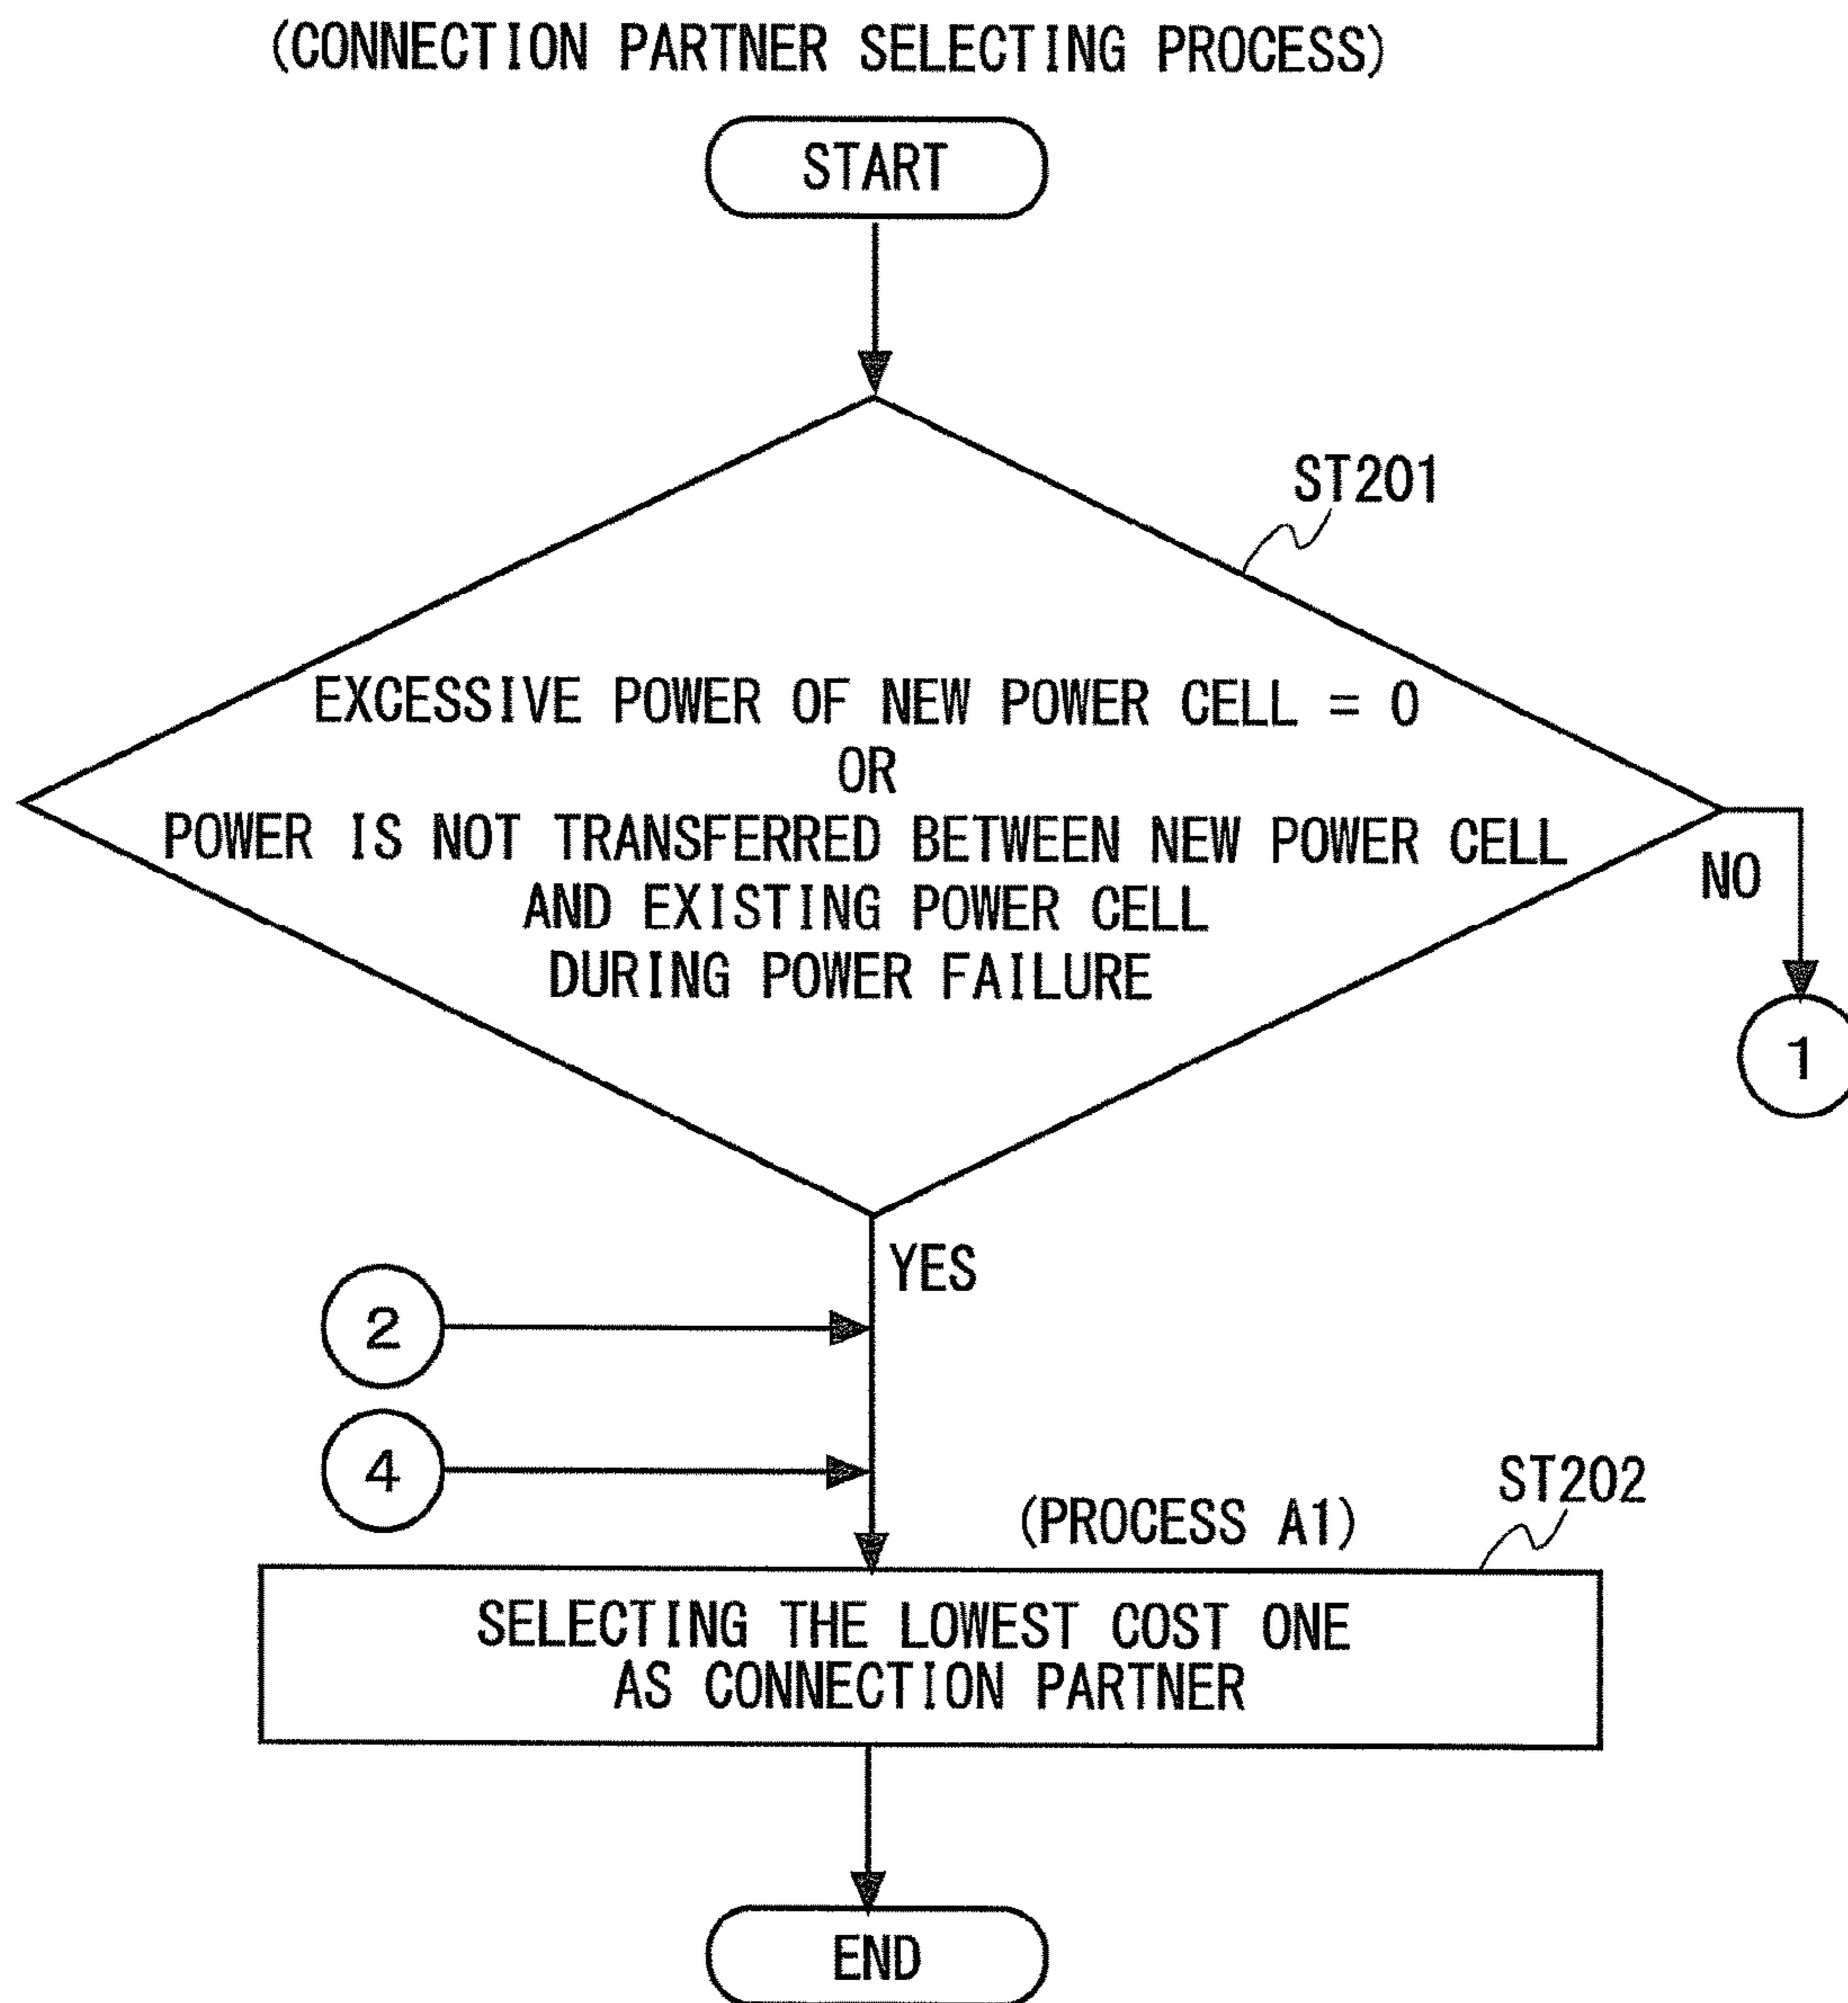 (CONNECTION PARTNER SELECTING PROCESS)
START
ST201
EXCESSIVE POWER OF NEW POWER CELL = 0
OR
POWER IS NOT TRANSFERRED BETWEEN NEW POWER CELL
AND EXISTING POWER CELL
DURING POWER FAILURE
NO
1
YES
2
4
(PROCESS A1)
ST202
SELECTING THE LOWEST COST ONE
AS CONNECTION PARTNER
END